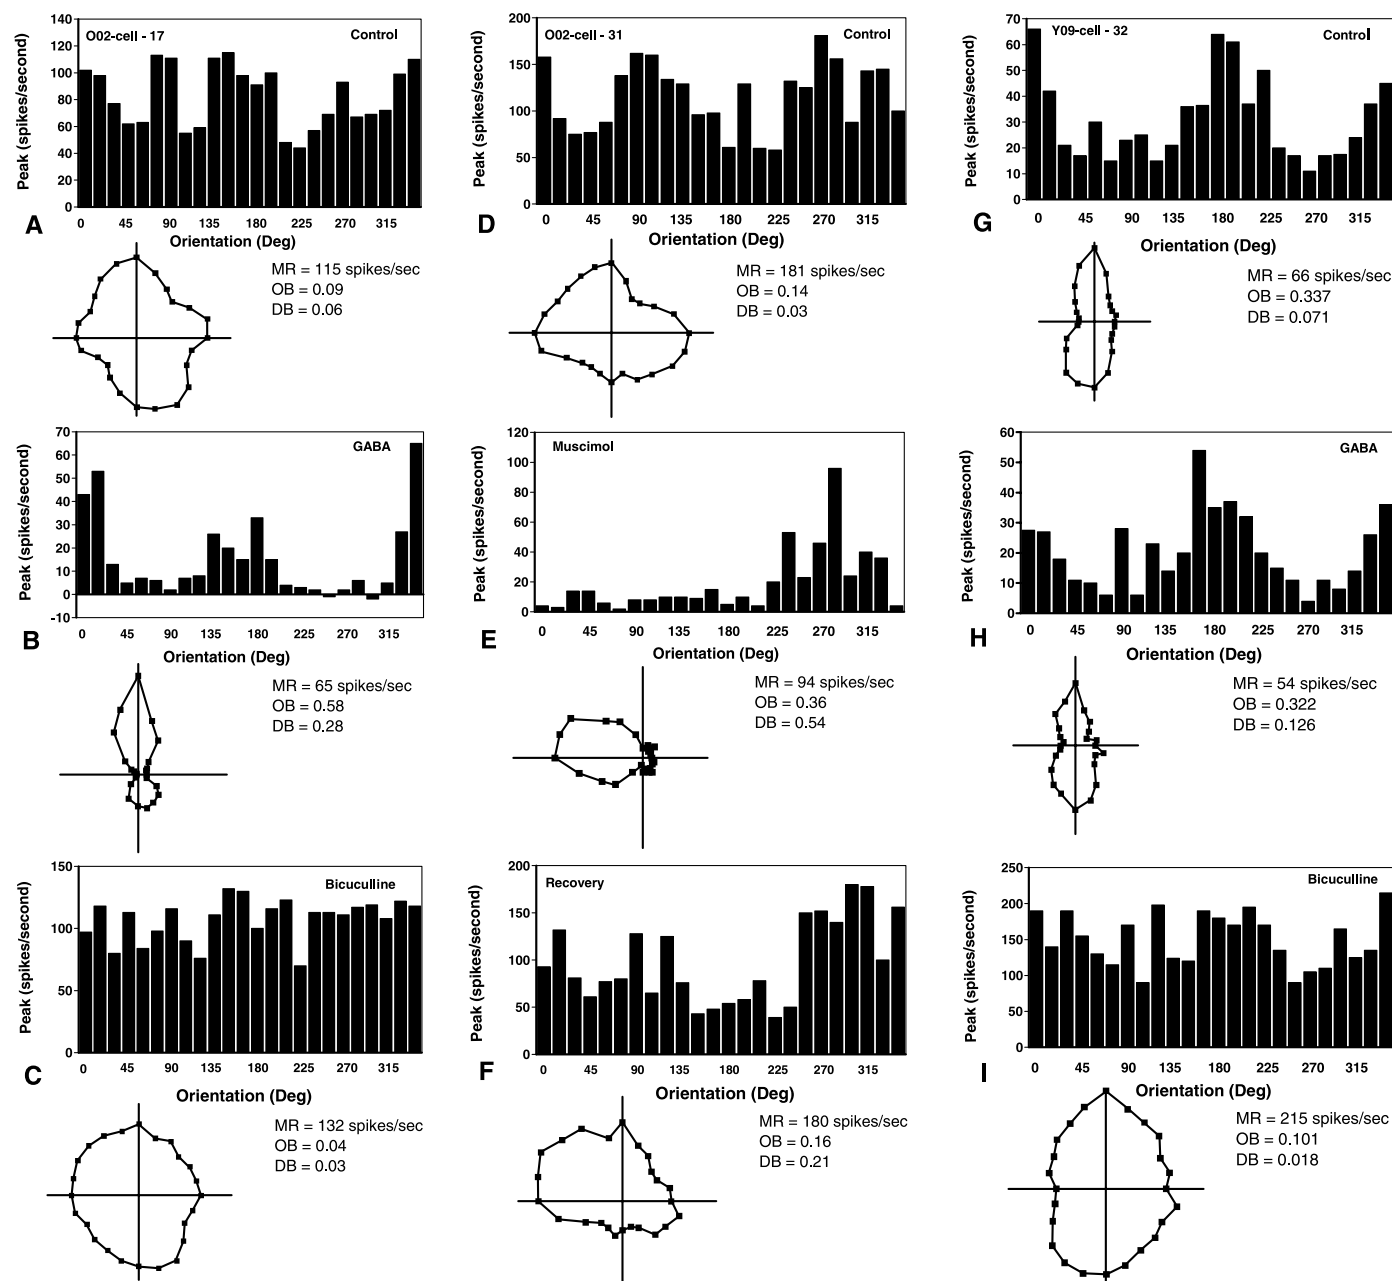 140
120
100
80
60
40
20
0
Peak (spikes/second)
O02-cell - 17
Control
0 45 90 135 180 225 270 315
A
Orientation (Deg)
MR = 115 spikes/sec
OB = 0.09
DB = 0.06
200
150
100
50
0
Peak (spikes/second)
O02-cell - 31
Control
0 45 90 135 180 225 270 315
D
Orientation (Deg)
MR = 181 spikes/sec
OB = 0.14
DB = 0.03
70
60
50
40
30
20
10
0
Peak (spikes/second)
Y09-cell - 32
Control
0 45 90 135 180 225 270 315
G
Orientation (Deg)
MR = 66 spikes/sec
OB = 0.337
DB = 0.071
70
60
50
40
30
20
10
0
-10
Peak (spikes/second)
GABA
0 45 90 135 180 225 270 315
B
Orientation (Deg)
MR = 65 spikes/sec
OB = 0.58
DB = 0.28
120
100
80
60
40
20
0
Peak (spikes/second)
Muscimol
0 45 90 135 180 225 270 315
E
Orientation (Deg)
MR = 94 spikes/sec
OB = 0.36
DB = 0.54
60
50
40
30
20
10
0
Peak (spikes/second)
GABA
0 45 90 135 180 225 270 315
H
Orientation (Deg)
MR = 54 spikes/sec
OB = 0.322
DB = 0.126
150
100
50
0
Peak (spikes/second)
Bicuculline
0 45 90 135 180 225 270 315
C
Orientation (Deg)
MR = 132 spikes/sec
OB = 0.04
DB = 0.03
200
150
100
50
0
Peak (spikes/second)
Recovery
0 45 90 135 180 225 270 315
F
Orientation (Deg)
MR = 180 spikes/sec
OB = 0.16
DB = 0.21
250
200
150
100
50
0
Peak (spikes/second)
Bicuculline
0 45 90 135 180 225 270 315
I
Orientation (Deg)
MR = 215 spikes/sec
OB = 0.101
DB = 0.018